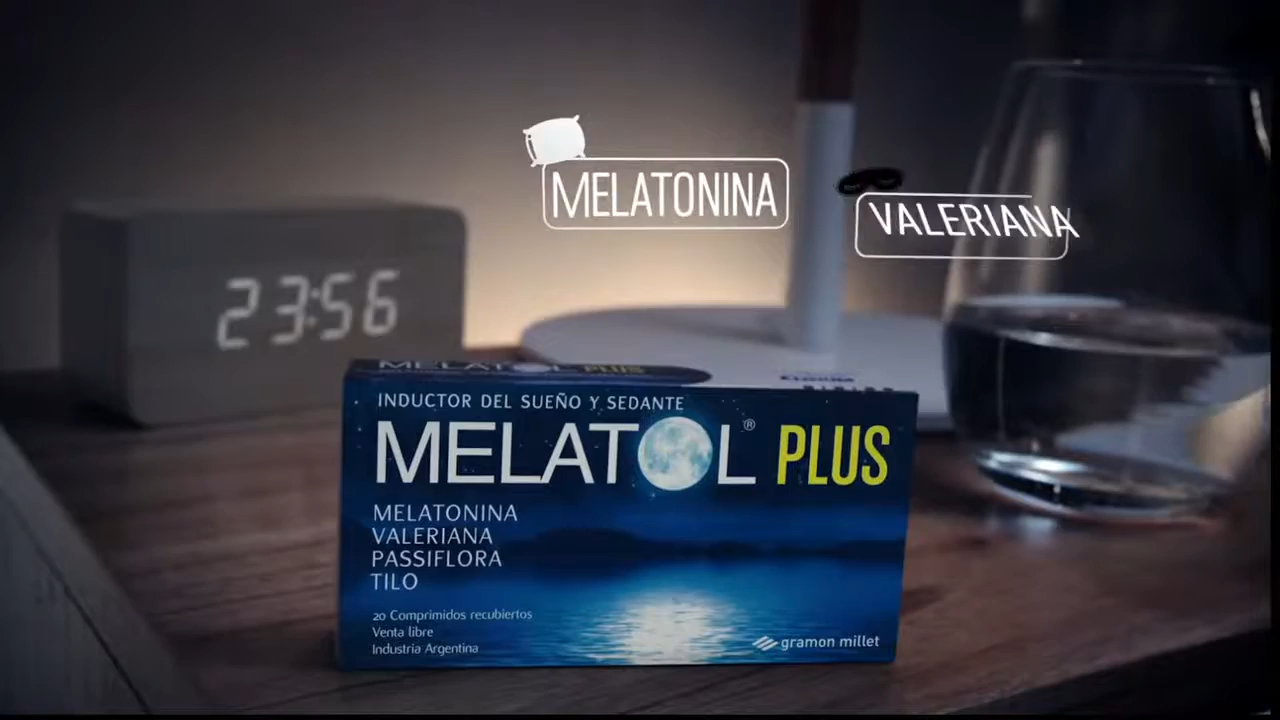 MELATONINA
VALERIANA
23:56
MELATOL PLUS
INDUCTOR DEL SUEÑO Y SEDANTE
MELATOL® PLUS
MELATONINA
VALERIANA
PASSIFLORA
TILO
20 Comprimidos recubiertos
Venta libre
Industria Argentina
gramon millet